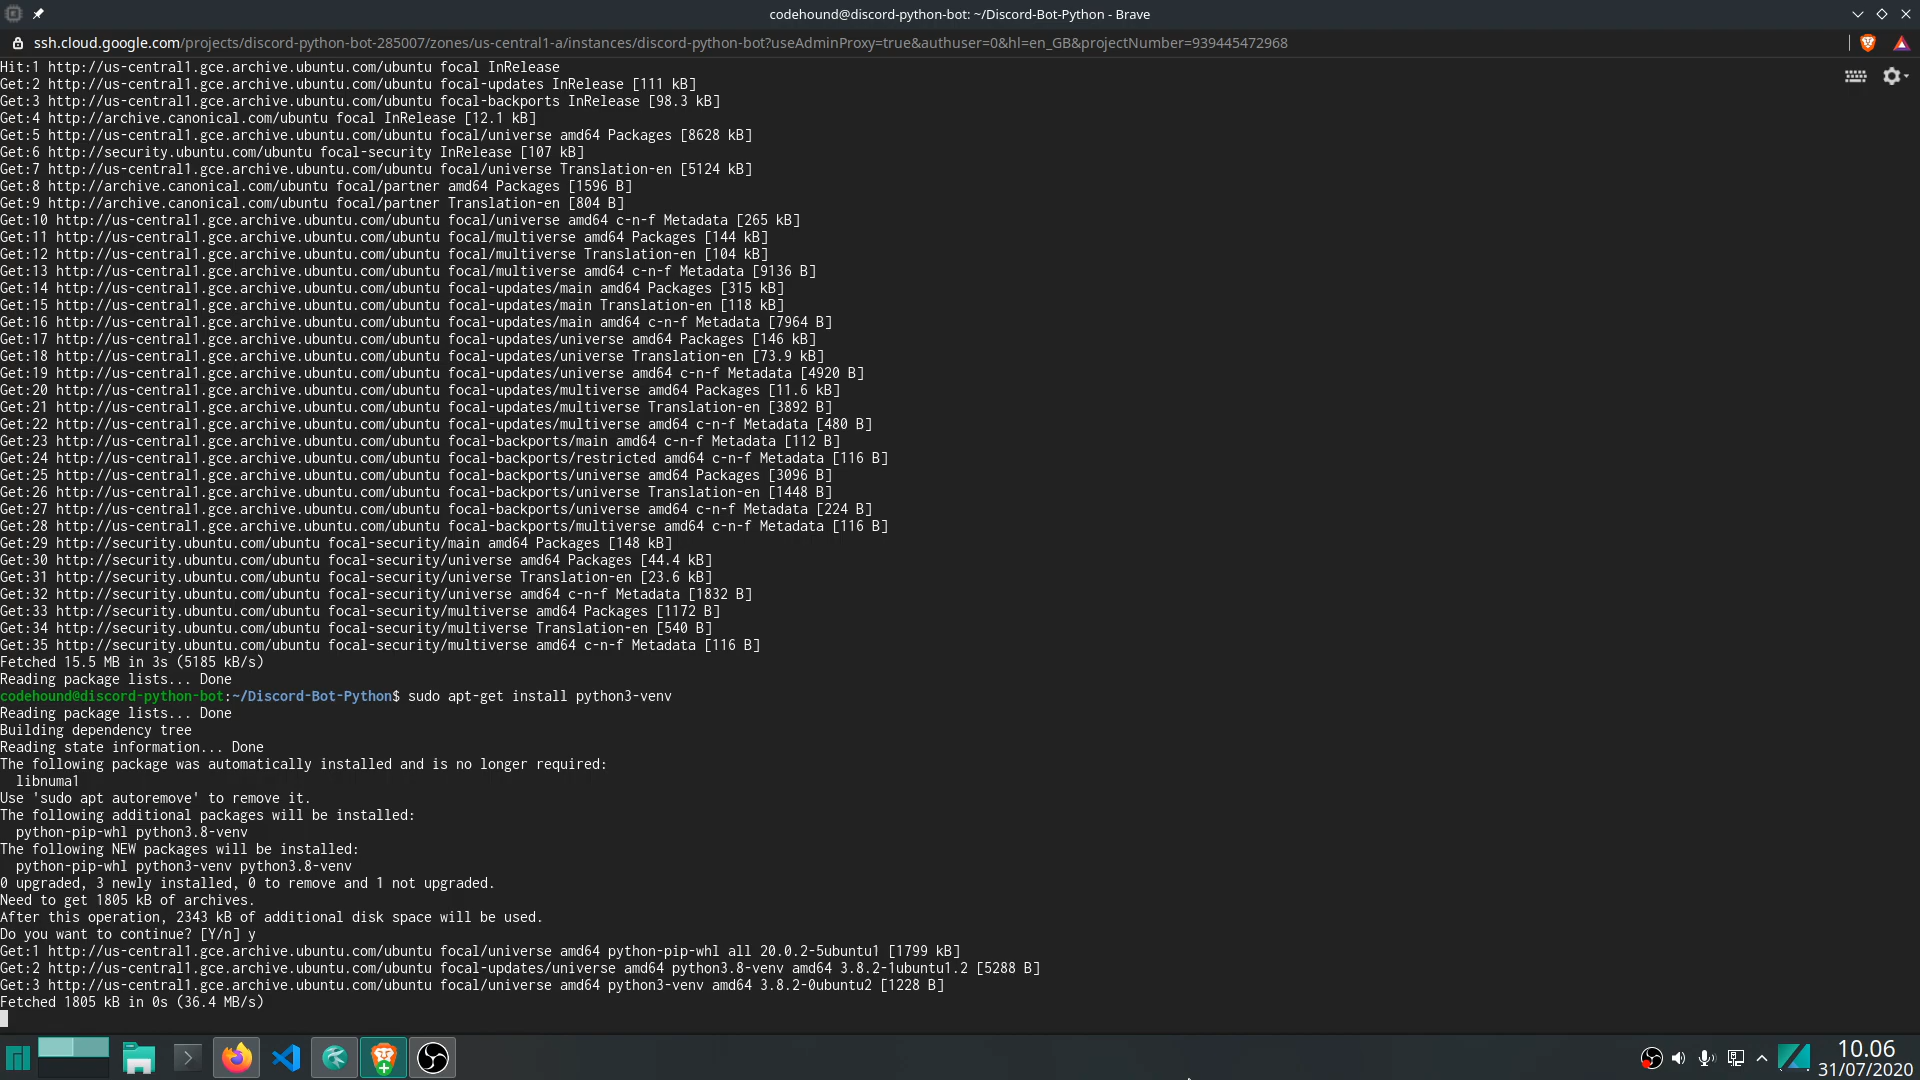 codehound@discord-python-bot: ~/Discord-Bot-Python - Brave
ssh.cloud.google.com/projects/discord-python-bot-285007/zones/us-central1-a/instances/discord-python-bot?useAdminProxy=true&authuser=0&hl=en_GB&projectNumber=939445472968
Hit:1 http://us-central1.gce.archive.ubuntu.com/ubuntu focal InRelease
Get:2 http://us-central1.gce.archive.ubuntu.com/ubuntu focal-updates InRelease [111 kB]
Get:3 http://us-central1.gce.archive.ubuntu.com/ubuntu focal-backports InRelease [98.3 kB]
Get:4 http://archive.canonical.com/ubuntu focal InRelease [12.1 kB]
Get:5 http://us-central1.gce.archive.ubuntu.com/ubuntu focal/universe amd64 Packages [8628 kB]
Get:6 http://security.ubuntu.com/ubuntu focal-security InRelease [107 kB]
Get:7 http://us-central1.gce.archive.ubuntu.com/ubuntu focal/universe Translation-en [5124 kB]
Get:8 http://archive.canonical.com/ubuntu focal/partner amd64 Packages [1596 B]
Get:9 http://archive.canonical.com/ubuntu focal/partner Translation-en [804 B]
Get:10 http://us-central1.gce.archive.ubuntu.com/ubuntu focal/universe amd64 c-n-f Metadata [265 kB]
Get:11 http://us-central1.gce.archive.ubuntu.com/ubuntu focal/multiverse amd64 Packages [144 kB]
Get:12 http://us-central1.gce.archive.ubuntu.com/ubuntu focal/multiverse Translation-en [104 kB]
Get:13 http://us-central1.gce.archive.ubuntu.com/ubuntu focal/multiverse amd64 c-n-f Metadata [9136 B]
Get:14 http://us-central1.gce.archive.ubuntu.com/ubuntu focal-updates/main amd64 Packages [315 kB]
Get:15 http://us-central1.gce.archive.ubuntu.com/ubuntu focal-updates/main Translation-en [118 kB]
Get:16 http://us-central1.gce.archive.ubuntu.com/ubuntu focal-updates/main amd64 c-n-f Metadata [7964 B]
Get:17 http://us-central1.gce.archive.ubuntu.com/ubuntu focal-updates/universe amd64 Packages [146 kB]
Get:18 http://us-central1.gce.archive.ubuntu.com/ubuntu focal-updates/universe Translation-en [73.9 kB]
Get:19 http://us-central1.gce.archive.ubuntu.com/ubuntu focal-updates/universe amd64 c-n-f Metadata [4920 B]
Get:20 http://us-central1.gce.archive.ubuntu.com/ubuntu focal-updates/multiverse amd64 Packages [11.6 kB]
Get:21 http://us-central1.gce.archive.ubuntu.com/ubuntu focal-updates/multiverse Translation-en [3892 B]
Get:22 http://us-central1.gce.archive.ubuntu.com/ubuntu focal-updates/multiverse amd64 c-n-f Metadata [480 B]
Get:23 http://us-central1.gce.archive.ubuntu.com/ubuntu focal-backports/main amd64 c-n-f Metadata [112 B]
Get:24 http://us-central1.gce.archive.ubuntu.com/ubuntu focal-backports/restricted amd64 c-n-f Metadata [116 B]
Get:25 http://us-central1.gce.archive.ubuntu.com/ubuntu focal-backports/universe amd64 Packages [3096 B]
Get:26 http://us-central1.gce.archive.ubuntu.com/ubuntu focal-backports/universe Translation-en [1448 B]
Get:27 http://us-central1.gce.archive.ubuntu.com/ubuntu focal-backports/universe amd64 c-n-f Metadata [224 B]
Get:28 http://us-central1.gce.archive.ubuntu.com/ubuntu focal-backports/multiverse amd64 c-n-f Metadata [116 B]
Get:29 http://security.ubuntu.com/ubuntu focal-security/main amd64 Packages [148 kB]
Get:30 http://security.ubuntu.com/ubuntu focal-security/universe amd64 Packages [44.4 kB]
Get:31 http://security.ubuntu.com/ubuntu focal-security/universe Translation-en [23.6 kB]
Get:32 http://security.ubuntu.com/ubuntu focal-security/universe amd64 c-n-f Metadata [1832 B]
Get:33 http://security.ubuntu.com/ubuntu focal-security/multiverse amd64 Packages [1172 B]
Get:34 http://security.ubuntu.com/ubuntu focal-security/multiverse Translation-en [540 B]
Get:35 http://security.ubuntu.com/ubuntu focal-security/multiverse amd64 c-n-f Metadata [116 B]
Fetched 15.5 MB in 3s (5185 kB/s)
Reading package lists... Done
codehound@discord-python-bot:~/Discord-Bot-Python$ sudo apt-get install python3-venv
Reading package lists... Done
Building dependency tree
Reading state information... Done
The following package was automatically installed and is no longer required:
libnuma1
Use 'sudo apt autoremove' to remove it.
The following additional packages will be installed:
python-pip-whl python3.8-venv
The following NEW packages will be installed:
python-pip-whl python3-venv python3.8-venv
0 upgraded, 3 newly installed, 0 to remove and 1 not upgraded.
Need to get 1805 kB of archives.
After this operation, 2343 kB of additional disk space will be used.
Do you want to continue? [Y/n] y
Get:1 http://us-central1.gce.archive.ubuntu.com/ubuntu focal/universe amd64 python-pip-whl all 20.0.2-5ubuntu1 [1799 kB]
Get:2 http://us-central1.gce.archive.ubuntu.com/ubuntu focal-updates/universe amd64 python3.8-venv amd64 3.8.2-1ubuntu1.2 [5288 B]
Get:3 http://us-central1.gce.archive.ubuntu.com/ubuntu focal/universe amd64 python3-venv amd64 3.8.2-0ubuntu2 [1228 B]
Fetched 1805 kB in 0s (36.4 MB/s)
10.06
31/07/2020